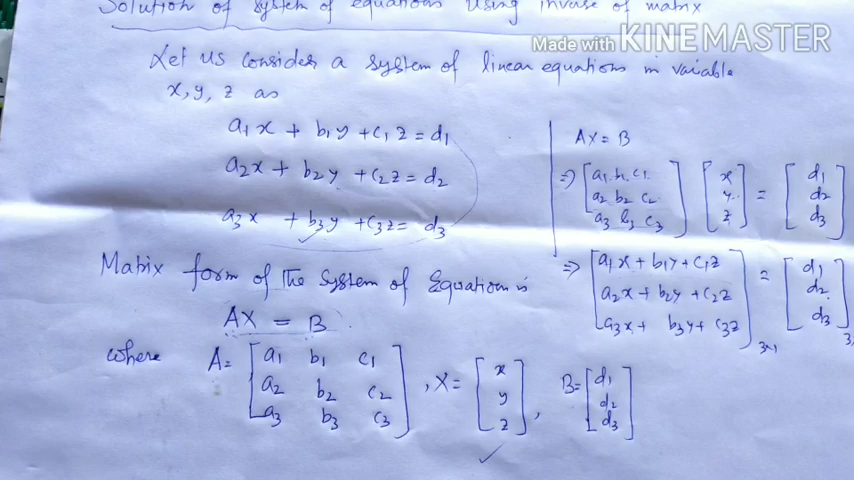 Solution of system of equations using inverse of matrix
Made with KINEMASTER
Let us consider a system of linear equations in variable
x, y, z as
a₁x + b₁y + c₁z = d₁
a₂x + b₂y + c₂z = d₂
a₃x + b₃y + c₃z = d₃
Matrix form of the System of Equation is
AX = B
where A = [a₁ b₁ c₁
a₂ b₂ c₂
a₃ b₃ c₃], X = [x
y
z], B = [d₁
d₂
d₃]
AX = B
⇒ [a₁ b₁ c₁
a₂ b₂ c₂
a₃ b₃ c₃] [x
y
z] = [d₁
d₂
d₃]
⇒ [a₁x + b₁y + c₁z
a₂x + b₂y + c₂z
a₃x + b₃y + c₃z]₃ₓ₁ = [d₁
d₂
d₃]